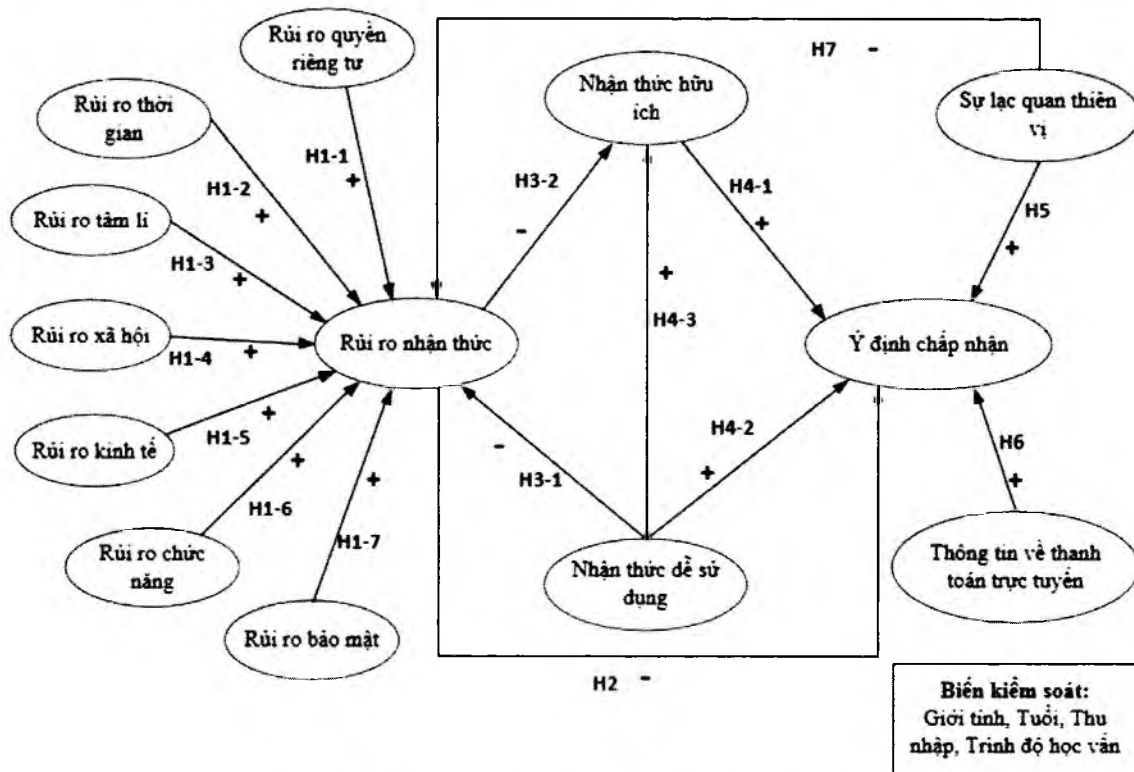 Rủi ro quyền
riêng tư
H7 -
Nhận thức hữu
ích
Sự lạc quan thiên
vị
Rủi ro thời
gian
H1-1
+
H1-2
+
H3-2
-
H4-1
+
H5
+
Rủi ro tâm lí
H1-3
+
+
H4-3
Rủi ro xã hội
H1-4
+
Rủi ro nhận thức
Ý định chấp nhận
Rủi ro kinh tế
H1-5
+
-
H3-1
H4-2
+
H6
+
H1-6
+
H1-7
+
Rủi ro chức
năng
Nhận thức dễ sử
dụng
Thông tin về thanh
toán trực tuyến
Rủi ro bảo mật
H2 -
Biến kiểm soát:
Giới tính, Tuổi, Thu
nhập, Trình độ học vấn